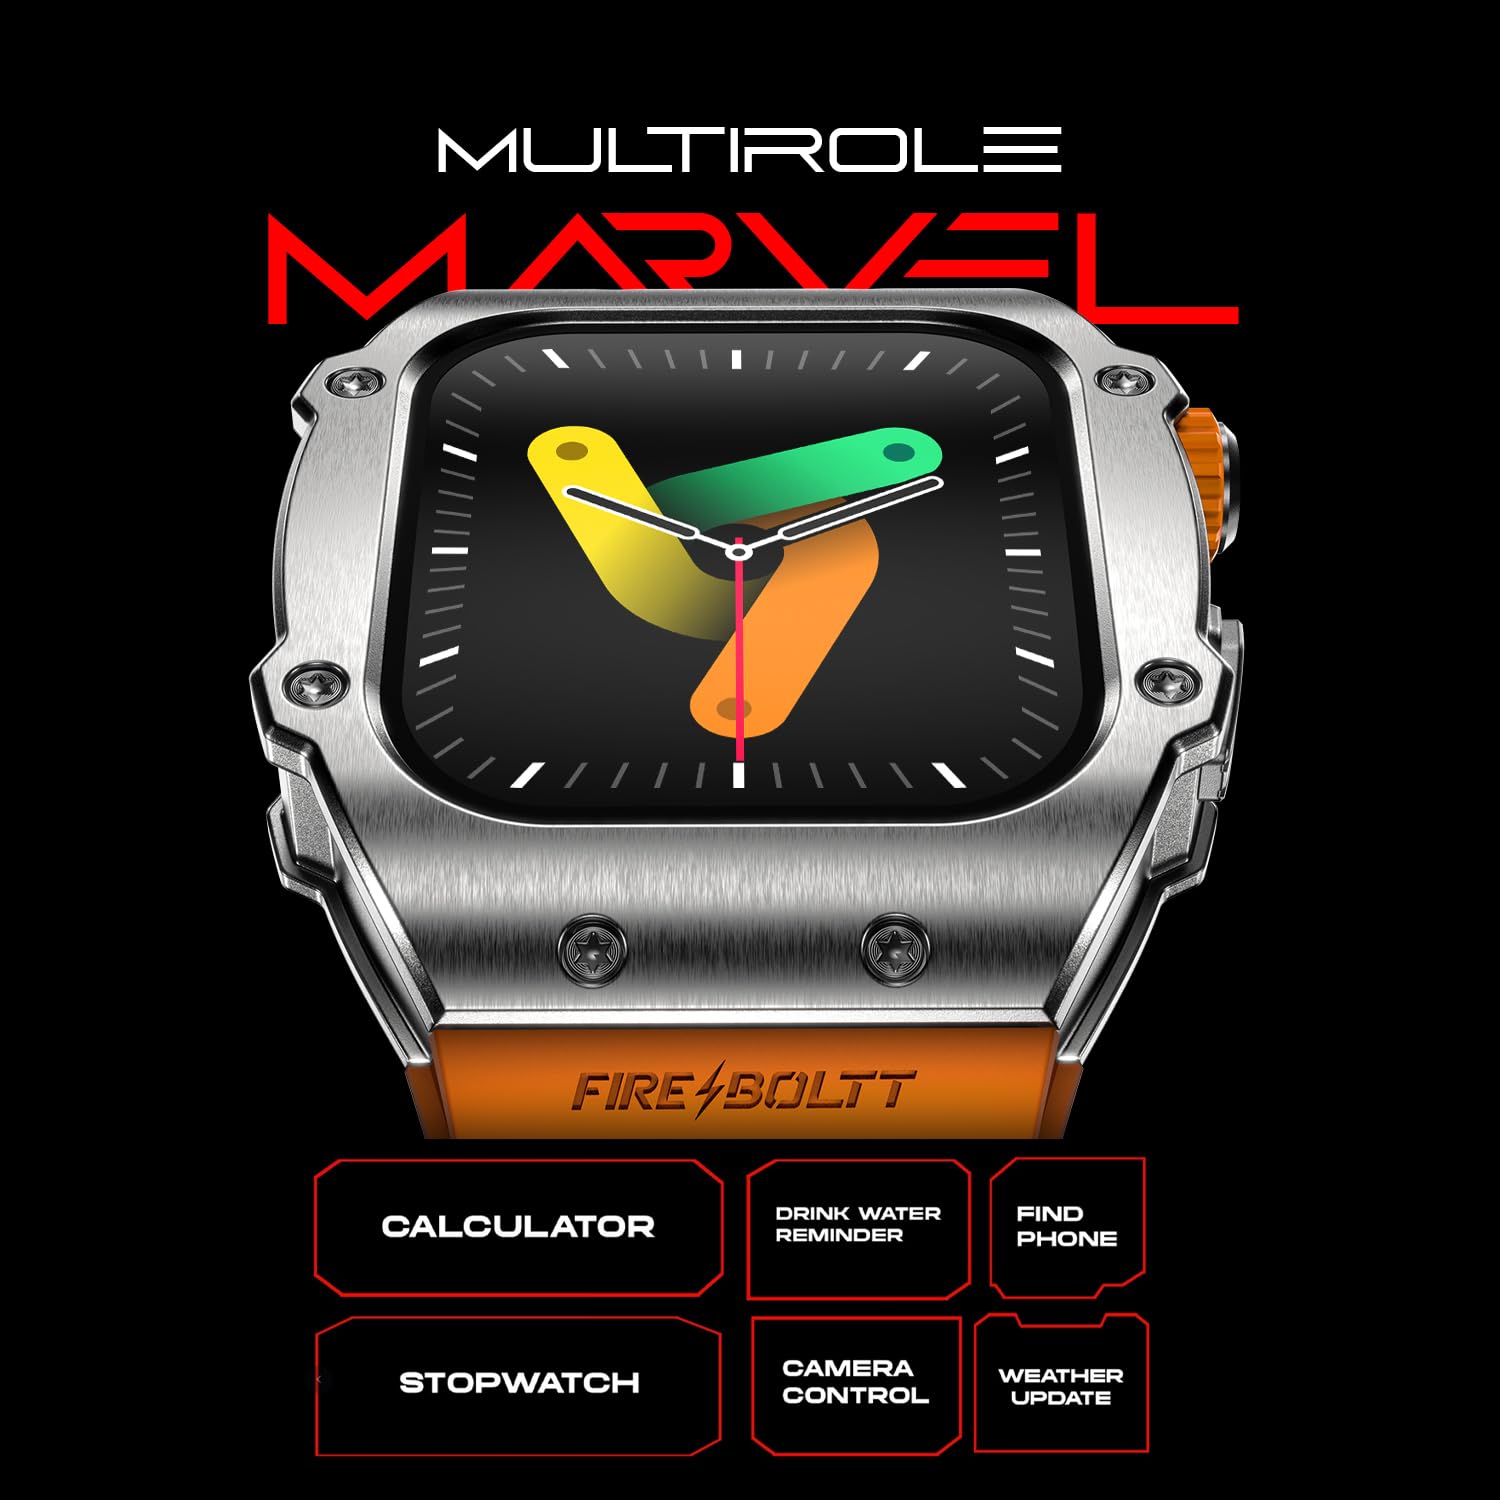 MULTIROLE
MARVEL
FIRE BOLTT
CALCULATOR
DRINK WATER
REMINDER
FIND
PHONE
STOPWATCH
CAMERA
CONTROL
WEATHER
UPDATE